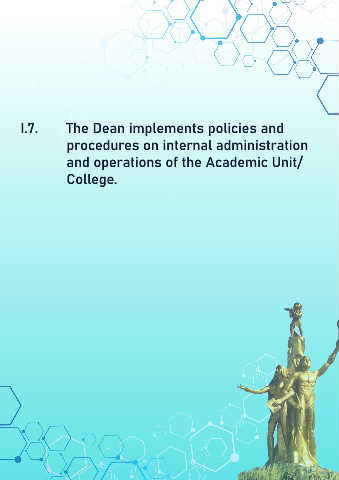 I.7. The Dean implements policies and
procedures on internal administration
and operations of the Academic Unit/
College.